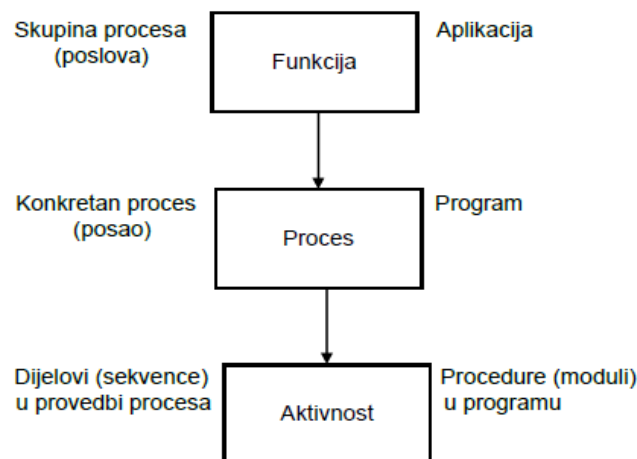 Skupina procesa
(poslova)
Funkcija
Aplikacija
Konkretan proces
(posao)
Proces
Program
Dijelovi (sekvence)
u provedbi procesa
Aktivnost
Procedure (moduli)
u programu